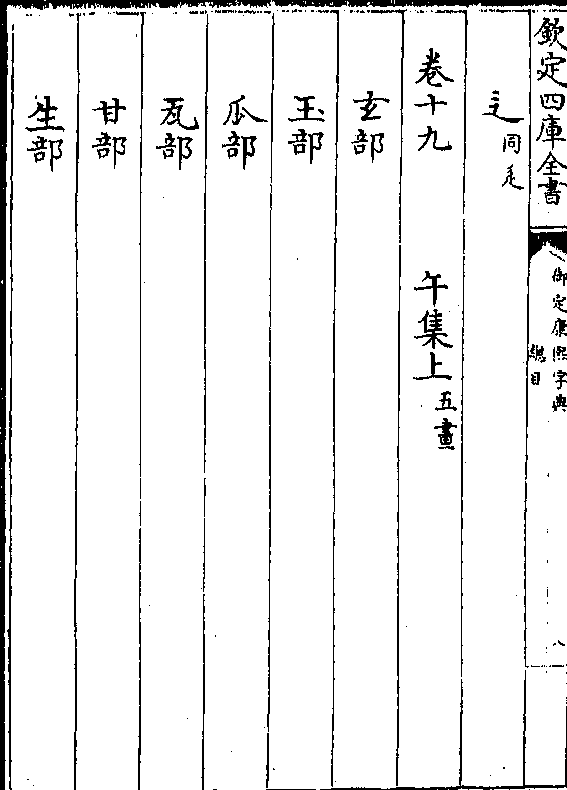 欽定四庫全書
御定康熙字典
總目
八
辶同辵
卷十九 午集上五畫
玄部
玉部
瓜部
瓦部
甘部
生部